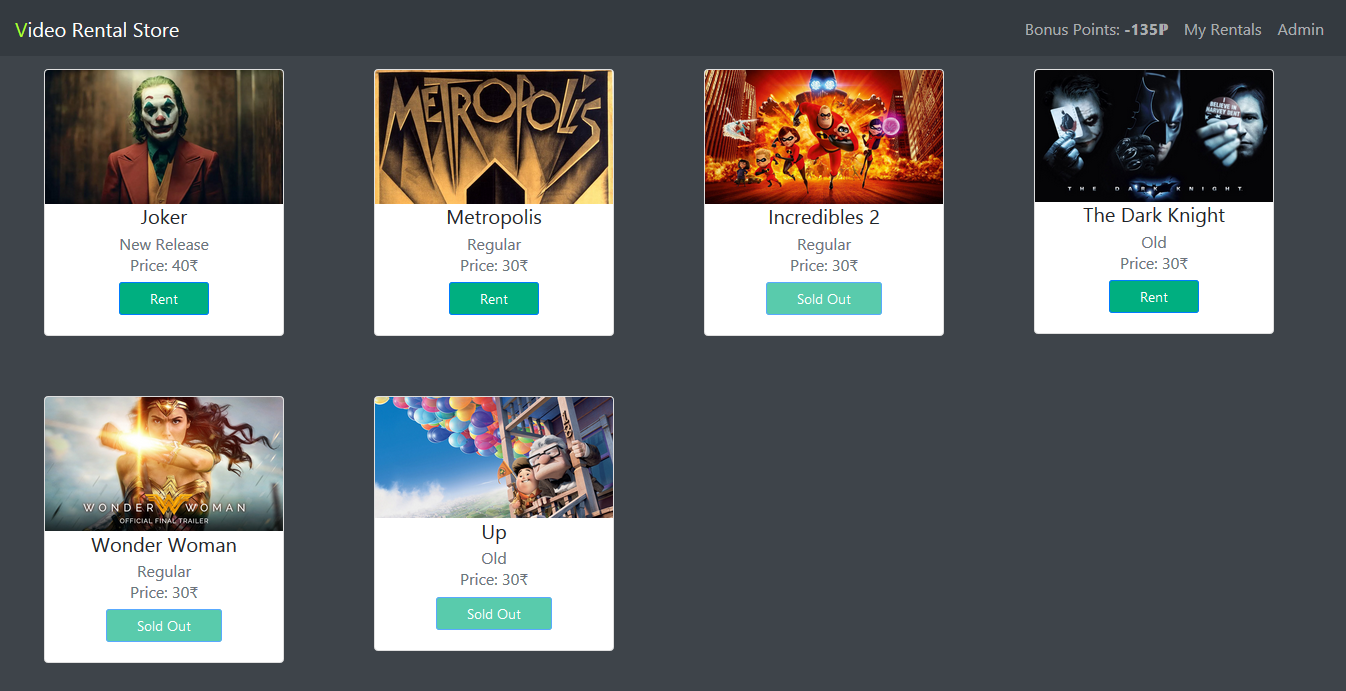 Video Rental Store
Bonus Points: -135₱ My Rentals Admin
METROPOLIS
I BELIEVE IN HARVEY DENT
THE DARK KNIGHT
Joker
New Release
Price: 40₹
Rent
Metropolis
Regular
Price: 30₹
Rent
Incredibles 2
Regular
Price: 30₹
Sold Out
The Dark Knight
Old
Price: 30₹
Rent
WONDER WOMAN
OFFICIAL FINAL TRAILER
Wonder Woman
Regular
Price: 30₹
Sold Out
Up
Old
Price: 30₹
Sold Out